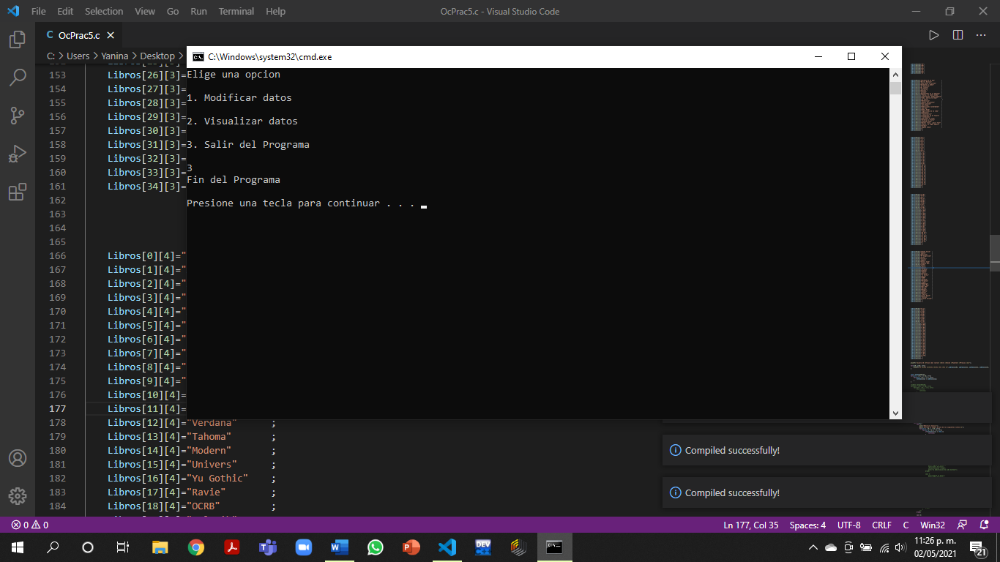 File Edit Selection View Go Run Terminal Help OcPrac5.c - Visual Studio Code
C OcPrac5.c
C: > Users > Yanina > Desktop >
C:\Windows\system32\cmd.exe
Elige una opcion
1. Modificar datos
2. Visualizar datos
3. Salir del Programa
3
Fin del Programa
Presione una tecla para continuar . . .
153 Libros[26][3]=
154 Libros[27][3]=
155 Libros[28][3]=
156 Libros[29][3]=
157 Libros[30][3]=
158 Libros[31][3]=
159 Libros[32][3]=
160 Libros[33][3]=
161 Libros[34][3]=
162
163
164
165
166 Libros[0][4]="
167 Libros[1][4]="
168 Libros[2][4]="
169 Libros[3][4]="
170 Libros[4][4]="
171 Libros[5][4]="
172 Libros[6][4]="
173 Libros[7][4]="
174 Libros[8][4]="
175 Libros[9][4]="
176 Libros[10][4]=
177 Libros[11][4]=
178 Libros[12][4]="Verdana" ;
179 Libros[13][4]="Tahoma" ;
180 Libros[14][4]="Modern" ;
181 Libros[15][4]="Univers" ;
182 Libros[16][4]="Yu Gothic" ;
183 Libros[17][4]="Ravie" ;
184 Libros[18][4]="OCRB" ;
Compiled successfully!
Compiled successfully!
0 0 Ln 177, Col 35 Spaces: 4 UTF-8 CRLF C Win32
DEV
11:26 p. m.
02/05/2021
21